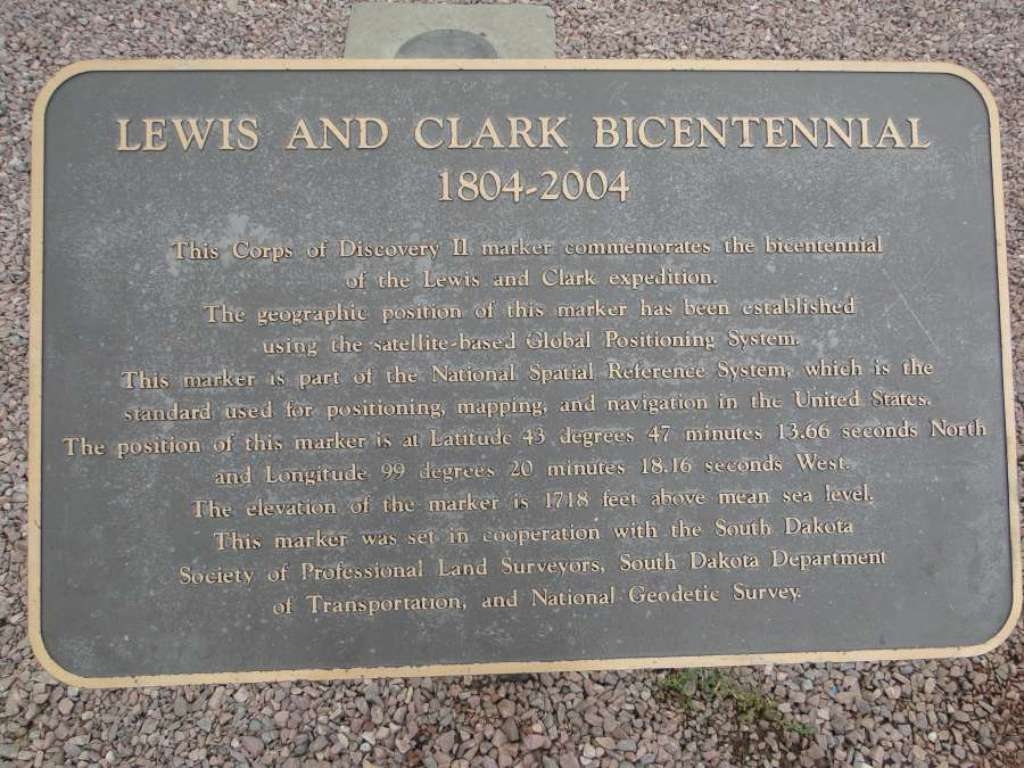 LEWIS AND CLARK BICENTENNIAL
1804-2004
This Corps of Discovery II marker commemorates the bicentennial
of the Lewis and Clark expedition.
The geographic position of this marker has been established
using the satellite-based Global Positioning System.
This marker is part of the National Spatial Reference System, which is the
standard used for positioning, mapping, and navigation in the United States.
The position of this marker is at Latitude 43 degrees 47 minutes 13.66 seconds North
and Longitude 99 degrees 20 minutes 18.16 seconds West.
The elevation of the marker is 1718 feet above mean sea level.
This marker was set in cooperation with the South Dakota
Society of Professional Land Surveyors, South Dakota Department
of Transportation, and National Geodetic Survey.